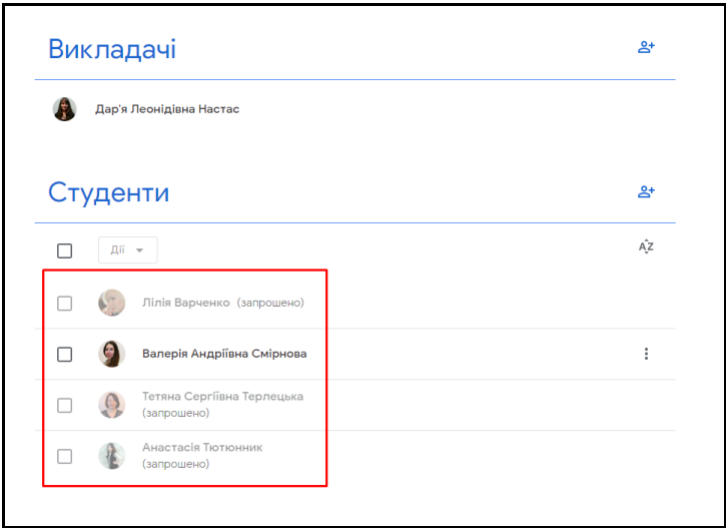 Викладачі
Дар'я Леонідівна Настас
Студенти
Дії
AZ
Лілія Варченко (запрошено)
Валерія Андріївна Смірнова
Тетяна Сергіївна Терлецька
(запрошено)
Анастасія Тютюнник
(запрошено)